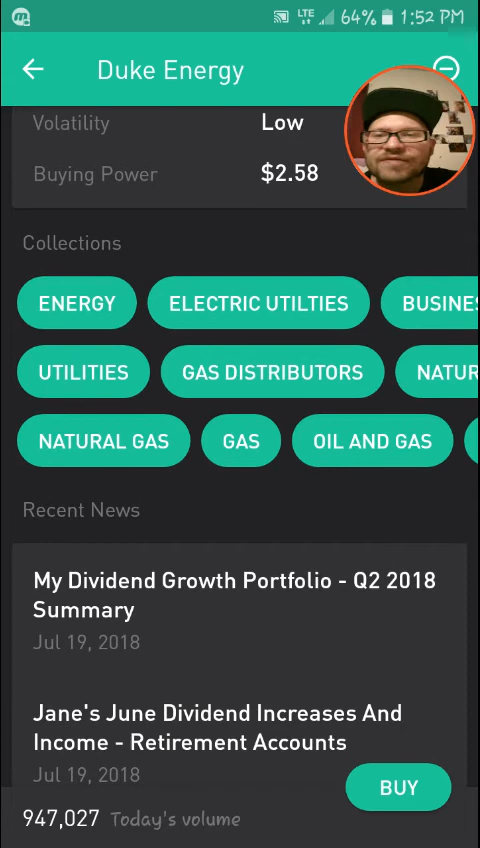 LTE 64% 1:52 PM
Duke Energy
Volatility Low
Buying Power $2.58
Collections
ENERGY ELECTRIC UTILTIES BUSINES
UTILITIES GAS DISTRIBUTORS NATUR
NATURAL GAS GAS OIL AND GAS
Recent News
My Dividend Growth Portfolio - Q2 2018
Summary
Jul 19, 2018
Jane's June Dividend Increases And
Income - Retirement Accounts
Jul 19, 2018
BUY
947,027 Today's volume